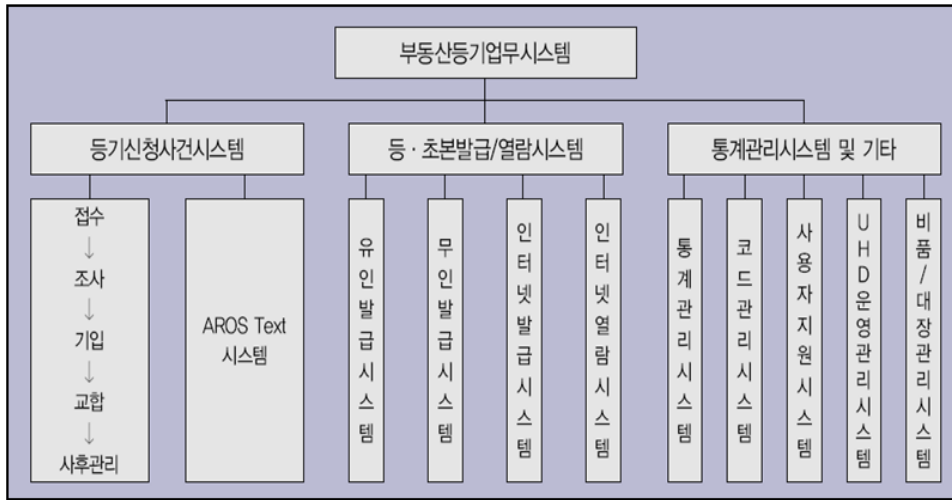 부동산등기업무시스템
등기신청사건시스템
등·초본발급/열람시스템
통계관리시스템 및 기타
접수
↓
조사
↓
기입
↓
교합
↓
사후관리
AROS Text
시스템
유인발급시스템
무인발급시스템
인터넷발급시스템
인터넷열람시스템
통계관리시스템
코드관리시스템
사용자지원시스템
UHD운영관리시스템
비품/대장관리시스템